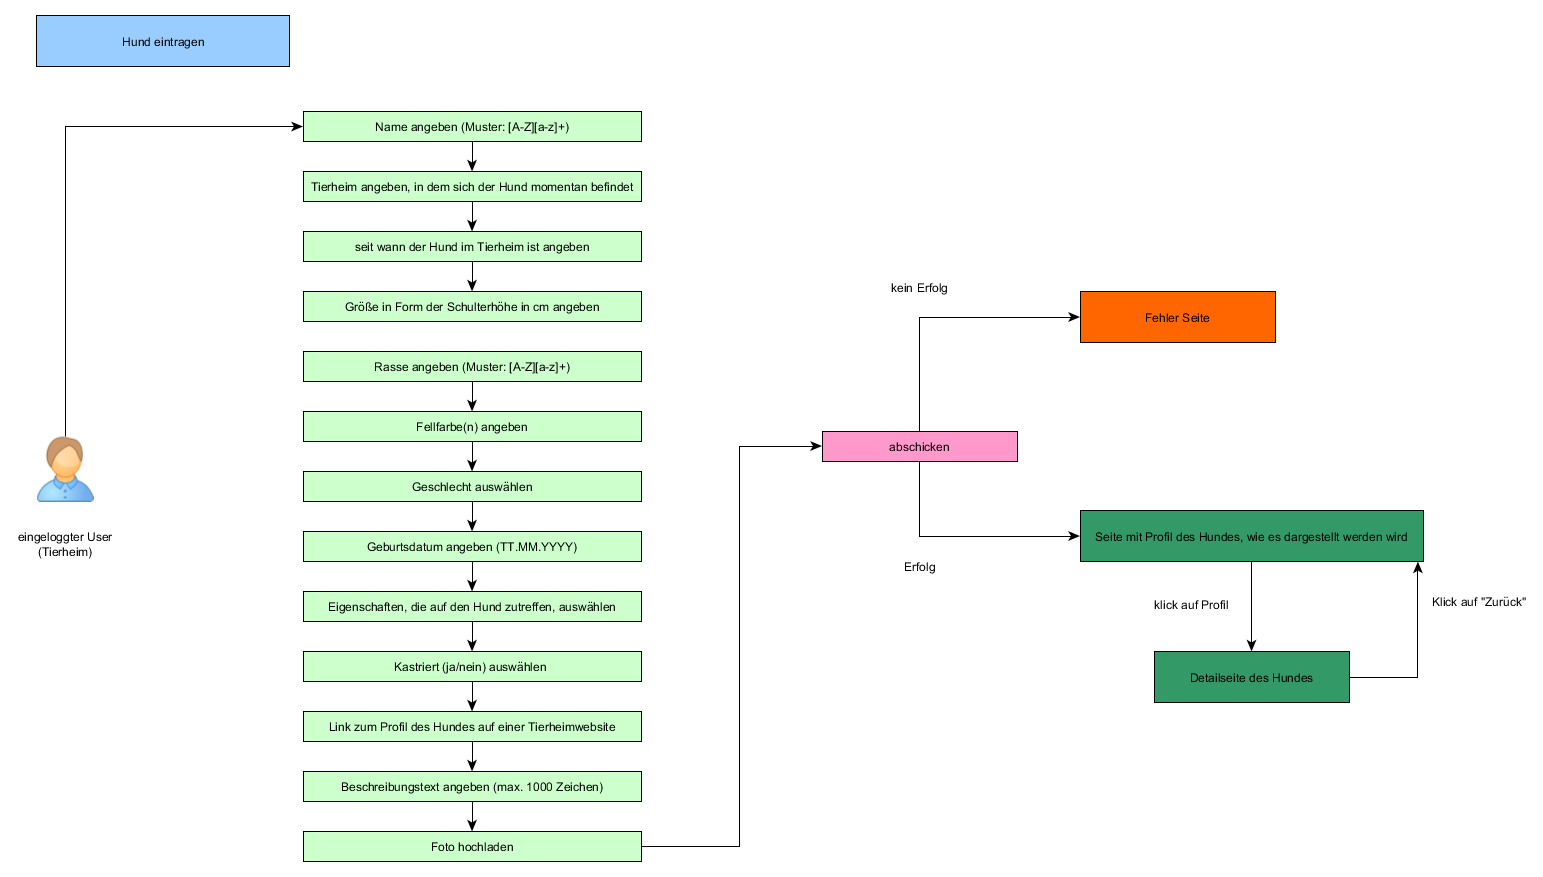 Hund eintragen
Name angeben (Muster: [A-Z][a-z]+)
Tierheim angeben, in dem sich der Hund momentan befindet
seit wann der Hund im Tierheim ist angeben
Größe in Form der Schulterhöhe in cm angeben
Rasse angeben (Muster: [A-Z][a-z]+)
Fellfarbe(n) angeben
Geschlecht auswählen
Geburtsdatum angeben (TT.MM.YYYY)
Eigenschaften, die auf den Hund zutreffen, auswählen
Kastriert (ja/nein) auswählen
Link zum Profil des Hundes auf einer Tierheimwebsite
Beschreibungstext angeben (max. 1000 Zeichen)
Foto hochladen
eingeloggter User
(Tierheim)
abschicken
kein Erfolg
Fehler Seite
Erfolg
Seite mit Profil des Hundes, wie es dargestellt werden wird
klick auf Profil
Klick auf "Zurück"
Detailseite des Hundes